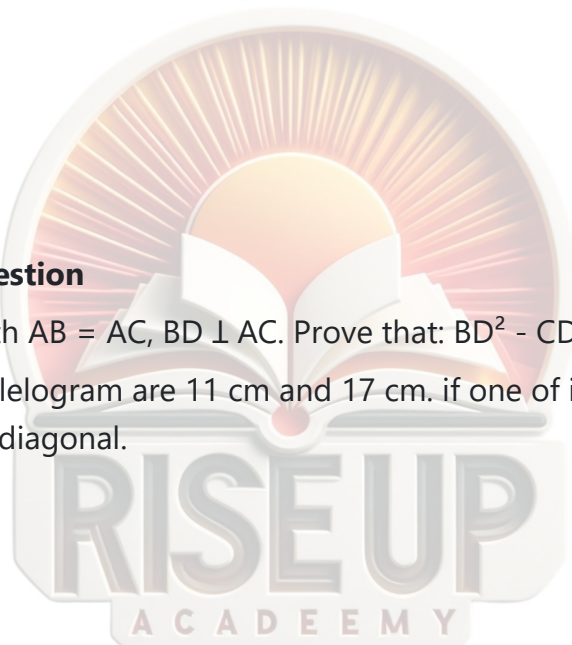 estion
th AB = AC, BD ⊥ AC. Prove that: BD² - CD
lelogram are 11 cm and 17 cm. if one of i
diagonal.
RISE UP
ACADEEMY